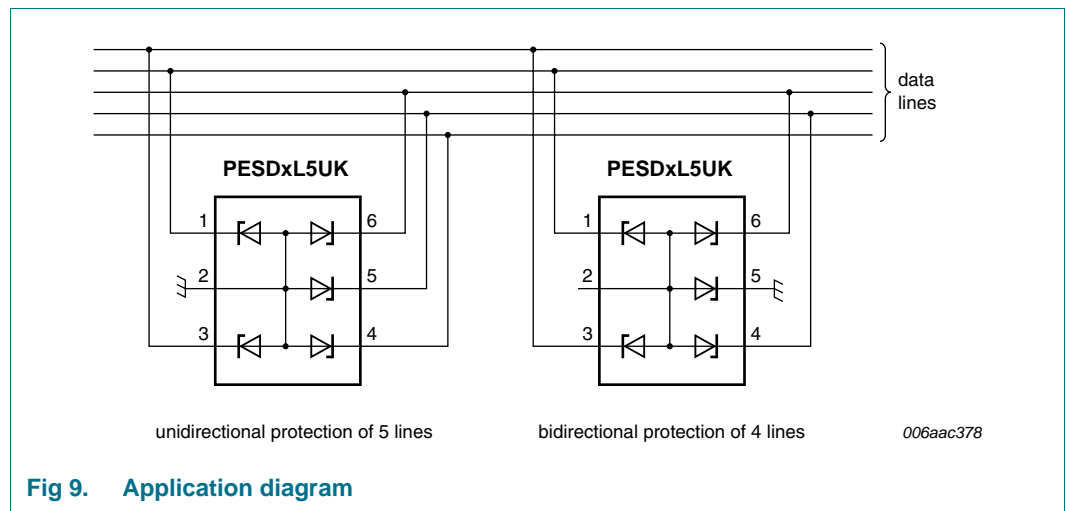 data
lines
PESDxL5UK
PESDxL5UK
1
6
2
5
3
4
1
6
2
5
3
4
unidirectional protection of 5 lines
bidirectional protection of 4 lines
006aac378
Fig 9. Application diagram